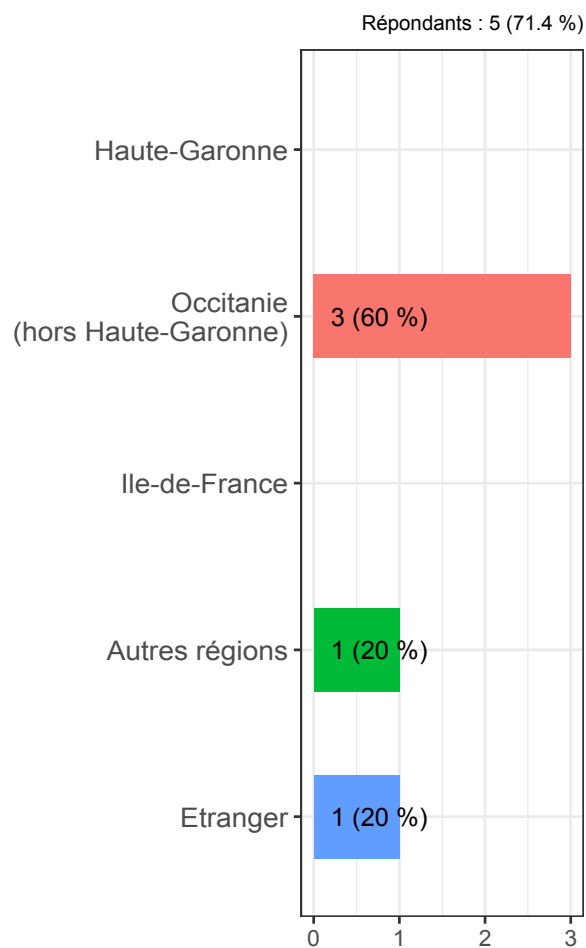 Répondants : 5 (71.4 %)
Haute-Garonne
Occitanie
(hors Haute-Garonne)
3 (60 %)
Ile-de-France
Autres régions
1 (20 %)
Etranger
1 (20 %)
0 1 2 3